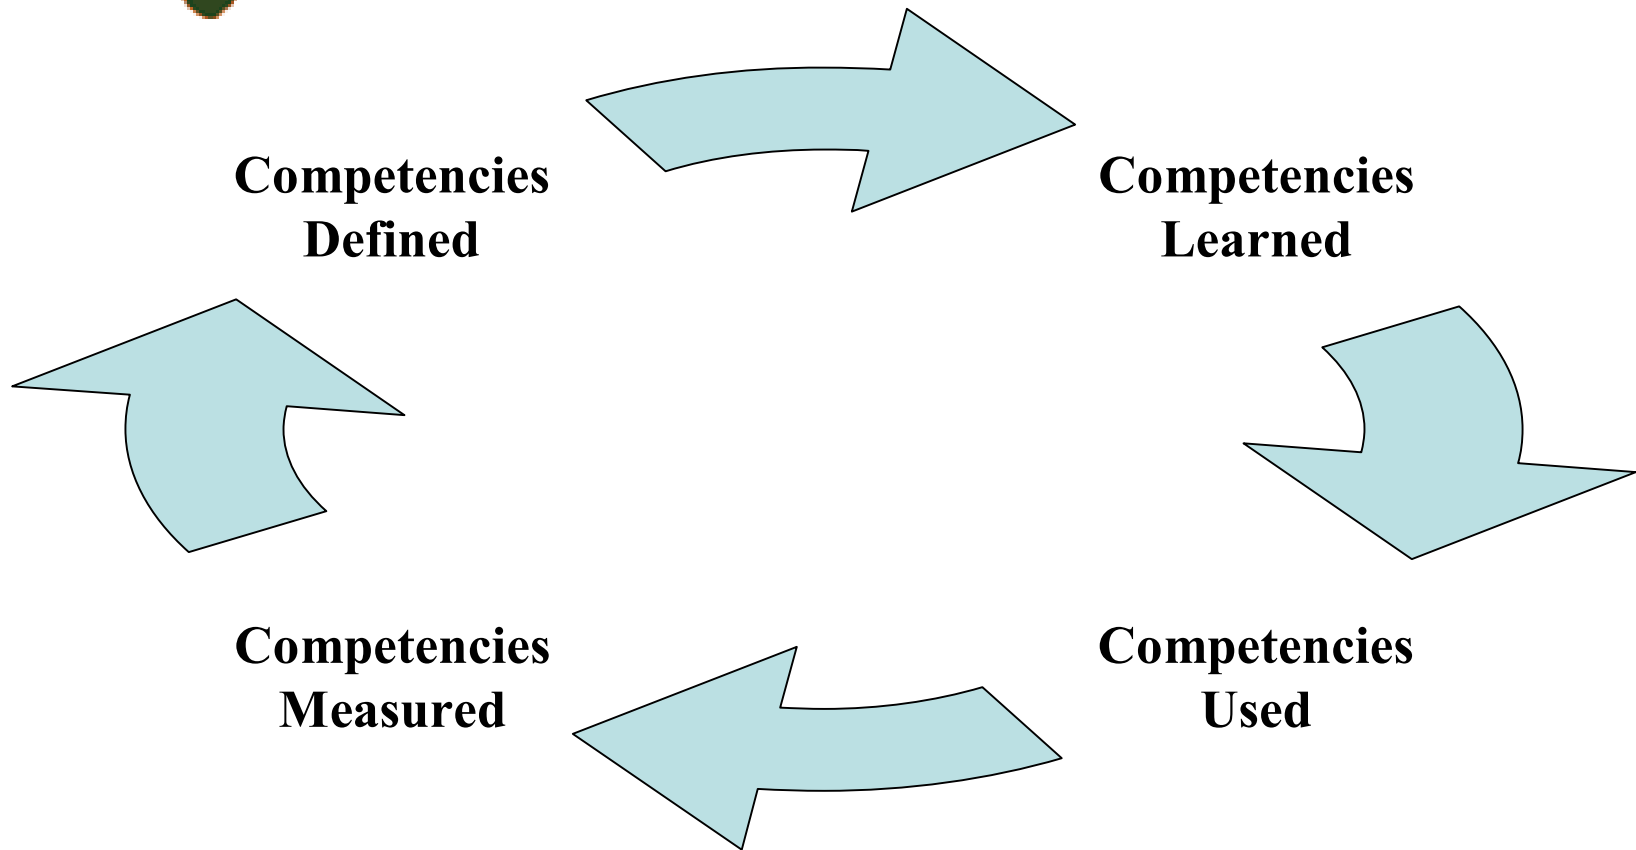 Competencies
Defined
Competencies
Learned
Competencies
Measured
Competencies
Used